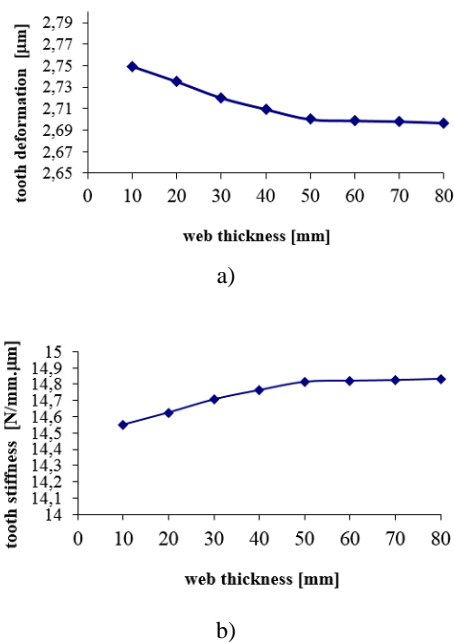 tooth deformation [µm]
2,79
2,77
2,75
2,73
2,71
2,69
2,67
2,65
0 10 20 30 40 50 60 70 80
web thickness [mm]
a)
tooth stiffness [N/mm.µm]
15
14,9
14,8
14,7
14,6
14,5
14,4
14,3
14,2
14,1
14
0 10 20 30 40 50 60 70 80
web thickness [mm]
b)